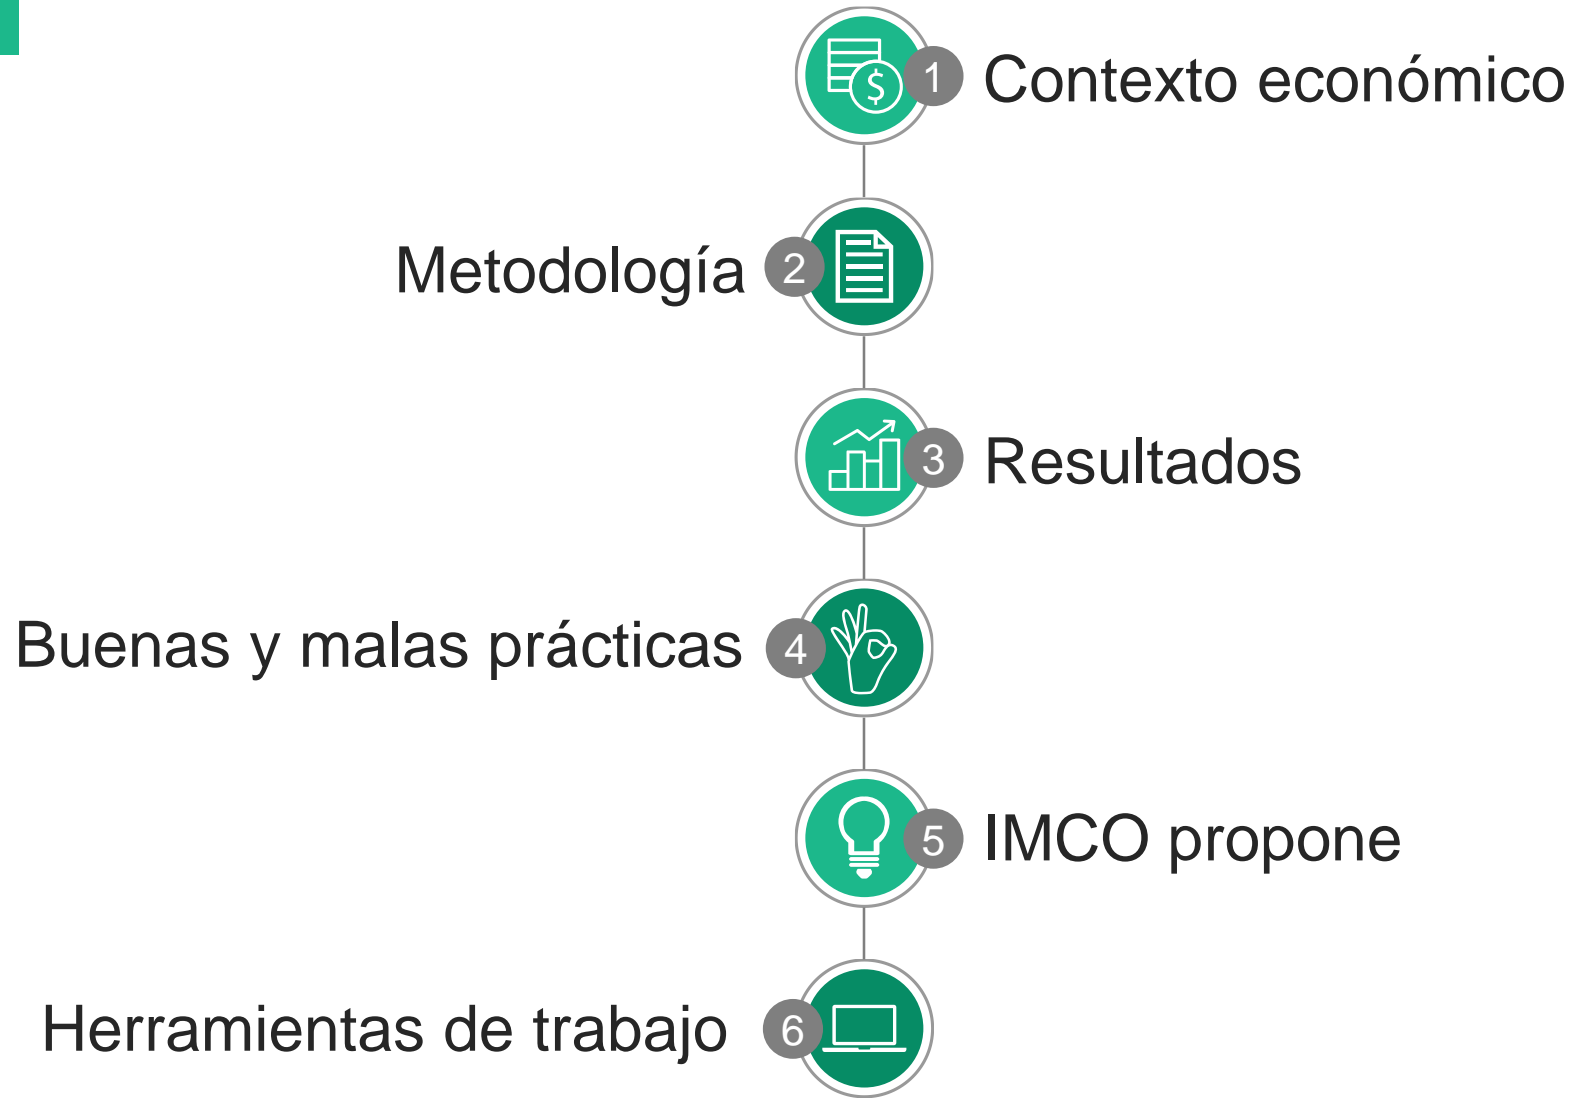 1 Contexto económico
Metodología 2
3 Resultados
Buenas y malas prácticas 4
5 IMCO propone
Herramientas de trabajo 6